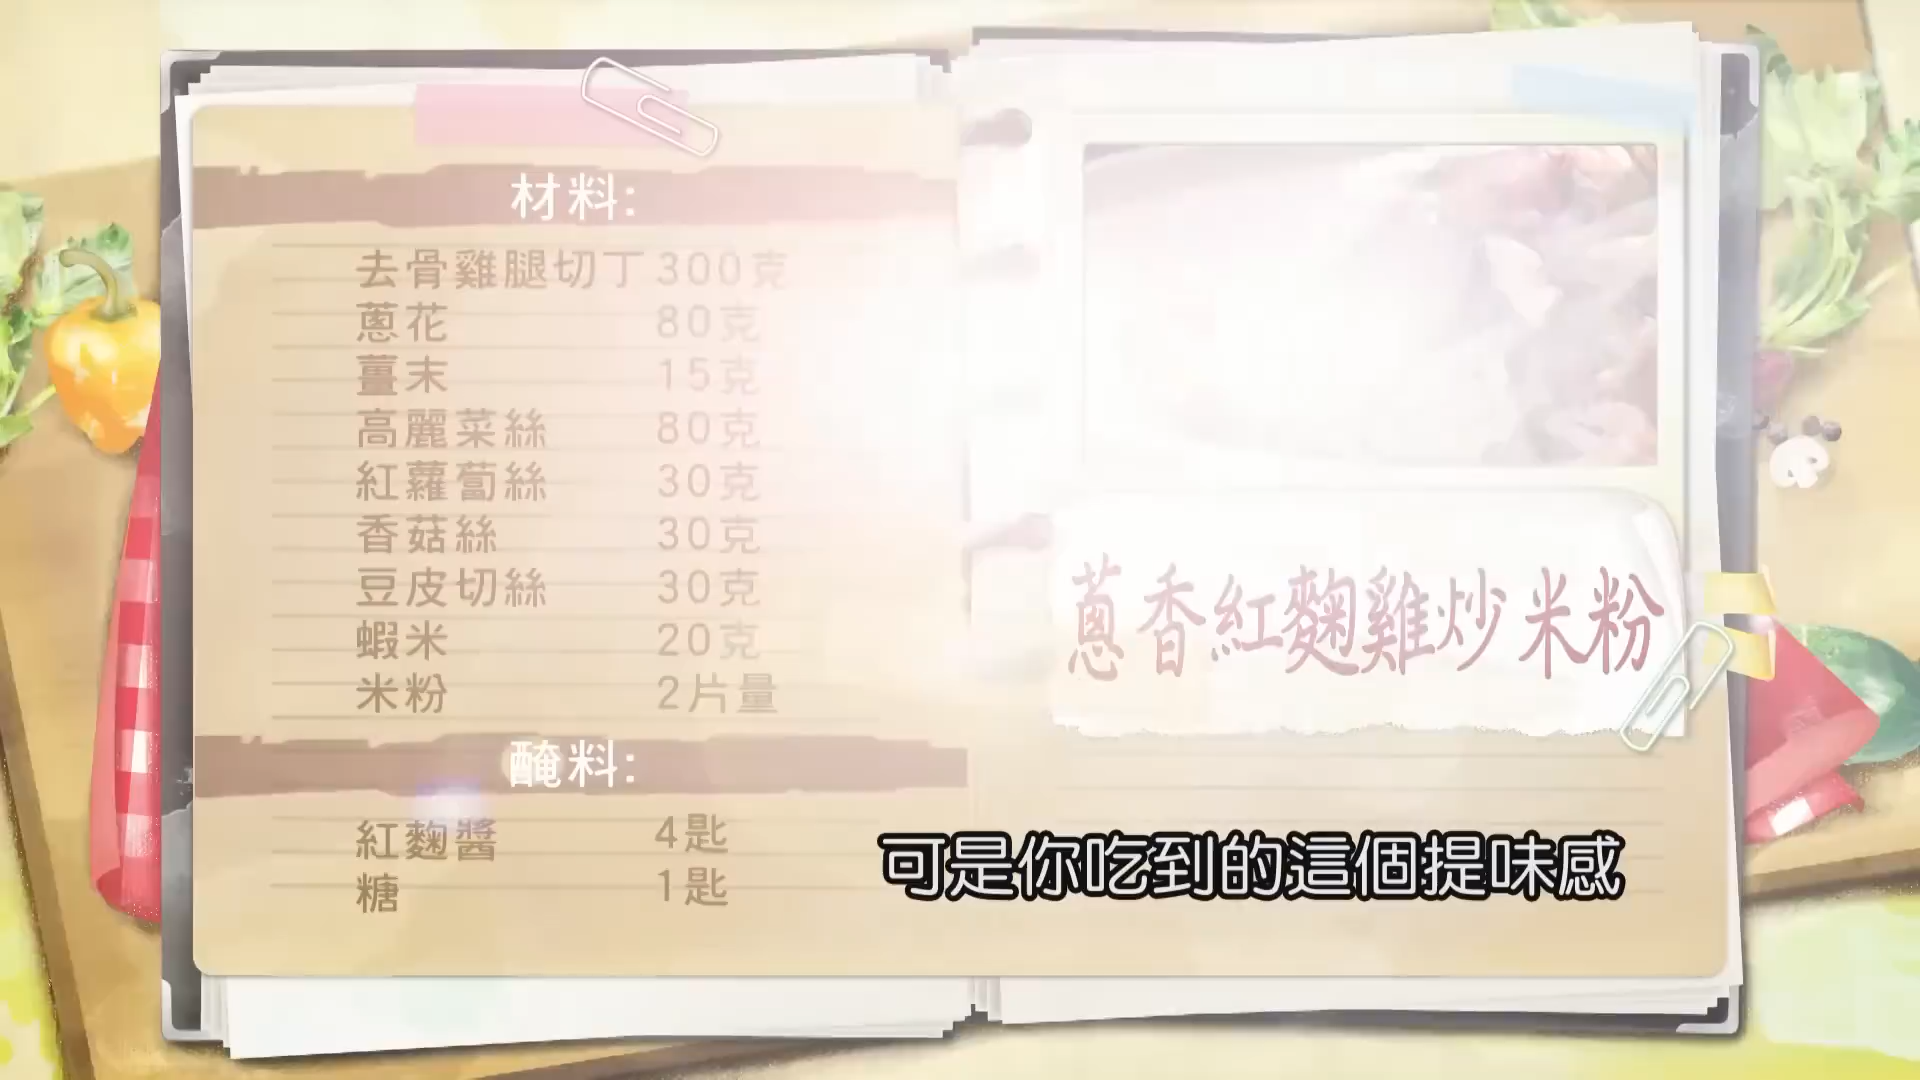 材料:
去骨雞腿切丁 300克
蔥花 80克
薑末 15克
高麗菜絲 80克
紅蘿蔔絲 30克
香菇絲 30克
豆皮切絲 30克
蝦米 20克
米粉 2片量
醃料:
紅麴醬 4匙
糖 1匙
蔥香紅麴雞炒米粉
可是你吃到的這個提味感